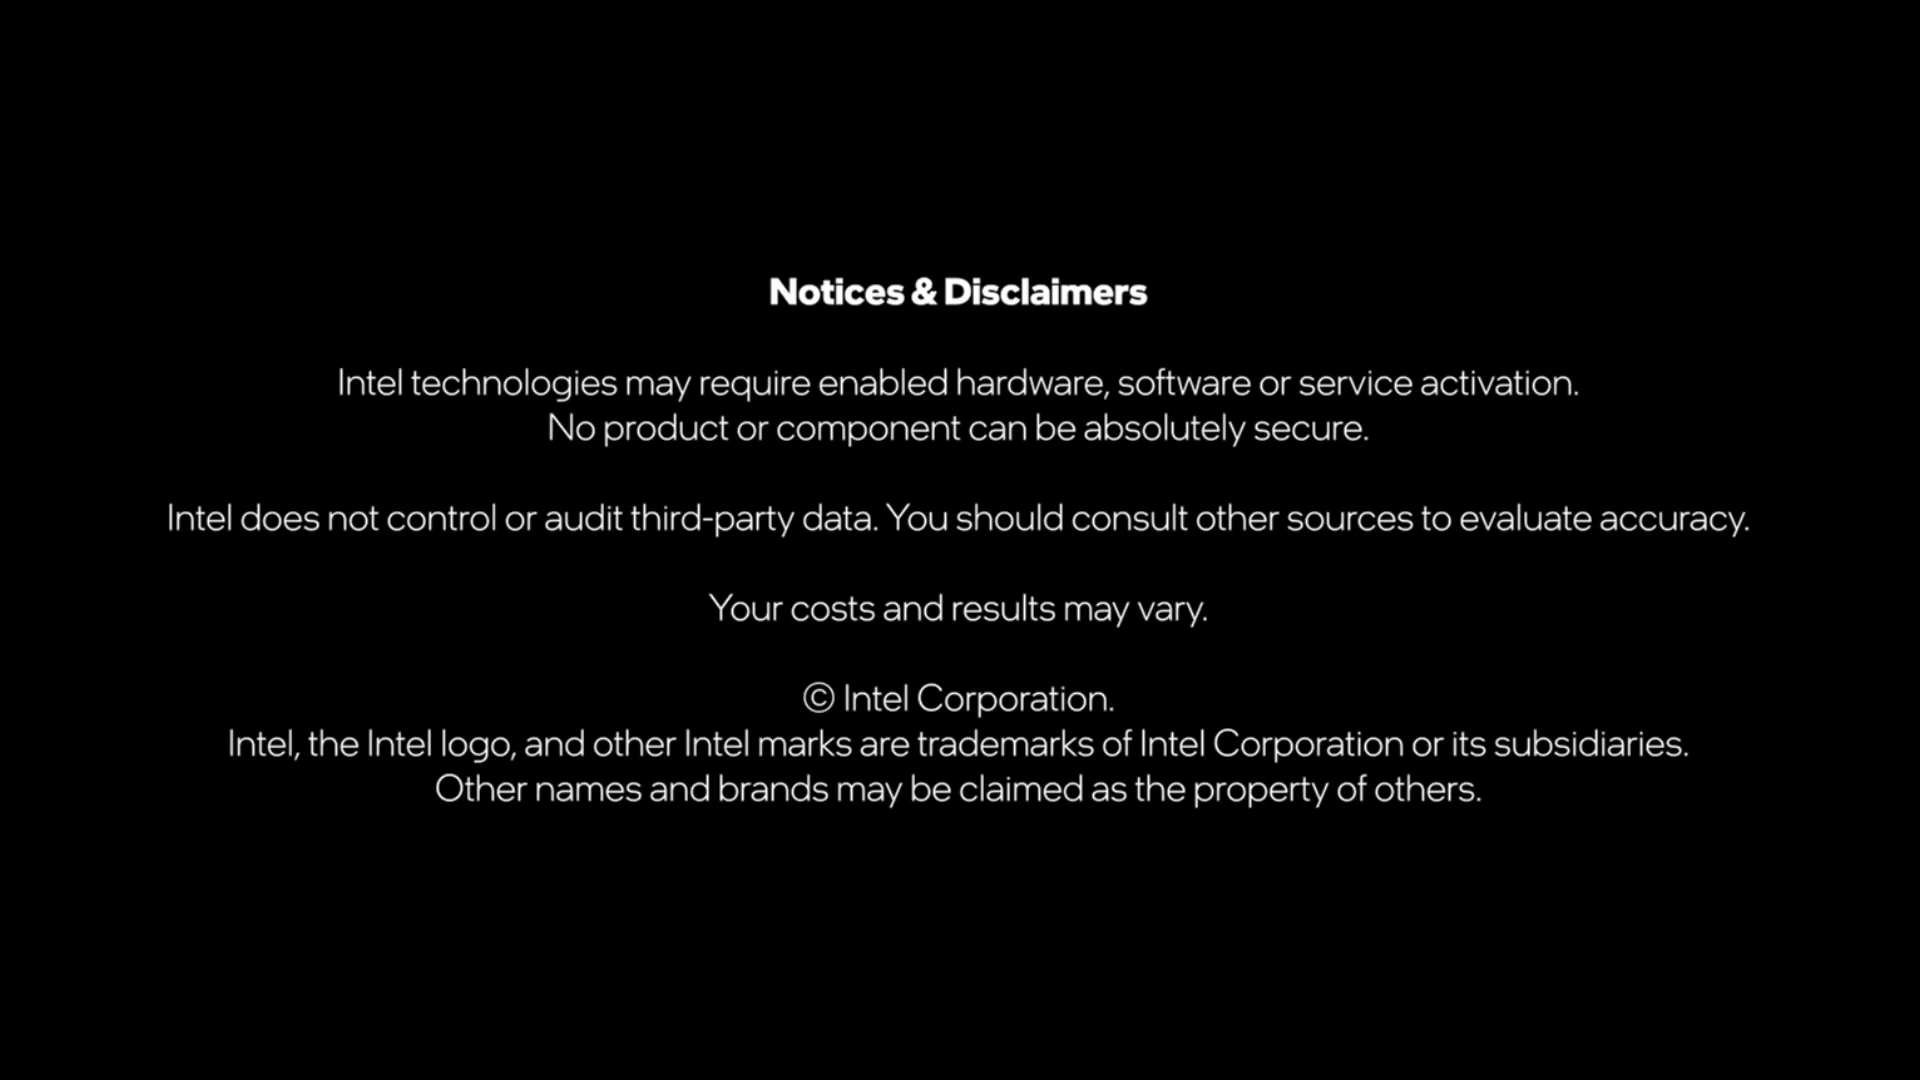 Notices & Disclaimers
Intel technologies may require enabled hardware, software or service activation.
No product or component can be absolutely secure.
Intel does not control or audit third-party data. You should consult other sources to evaluate accuracy.
Your costs and results may vary.
© Intel Corporation.
Intel, the Intel logo, and other Intel marks are trademarks of Intel Corporation or its subsidiaries.
Other names and brands may be claimed as the property of others.